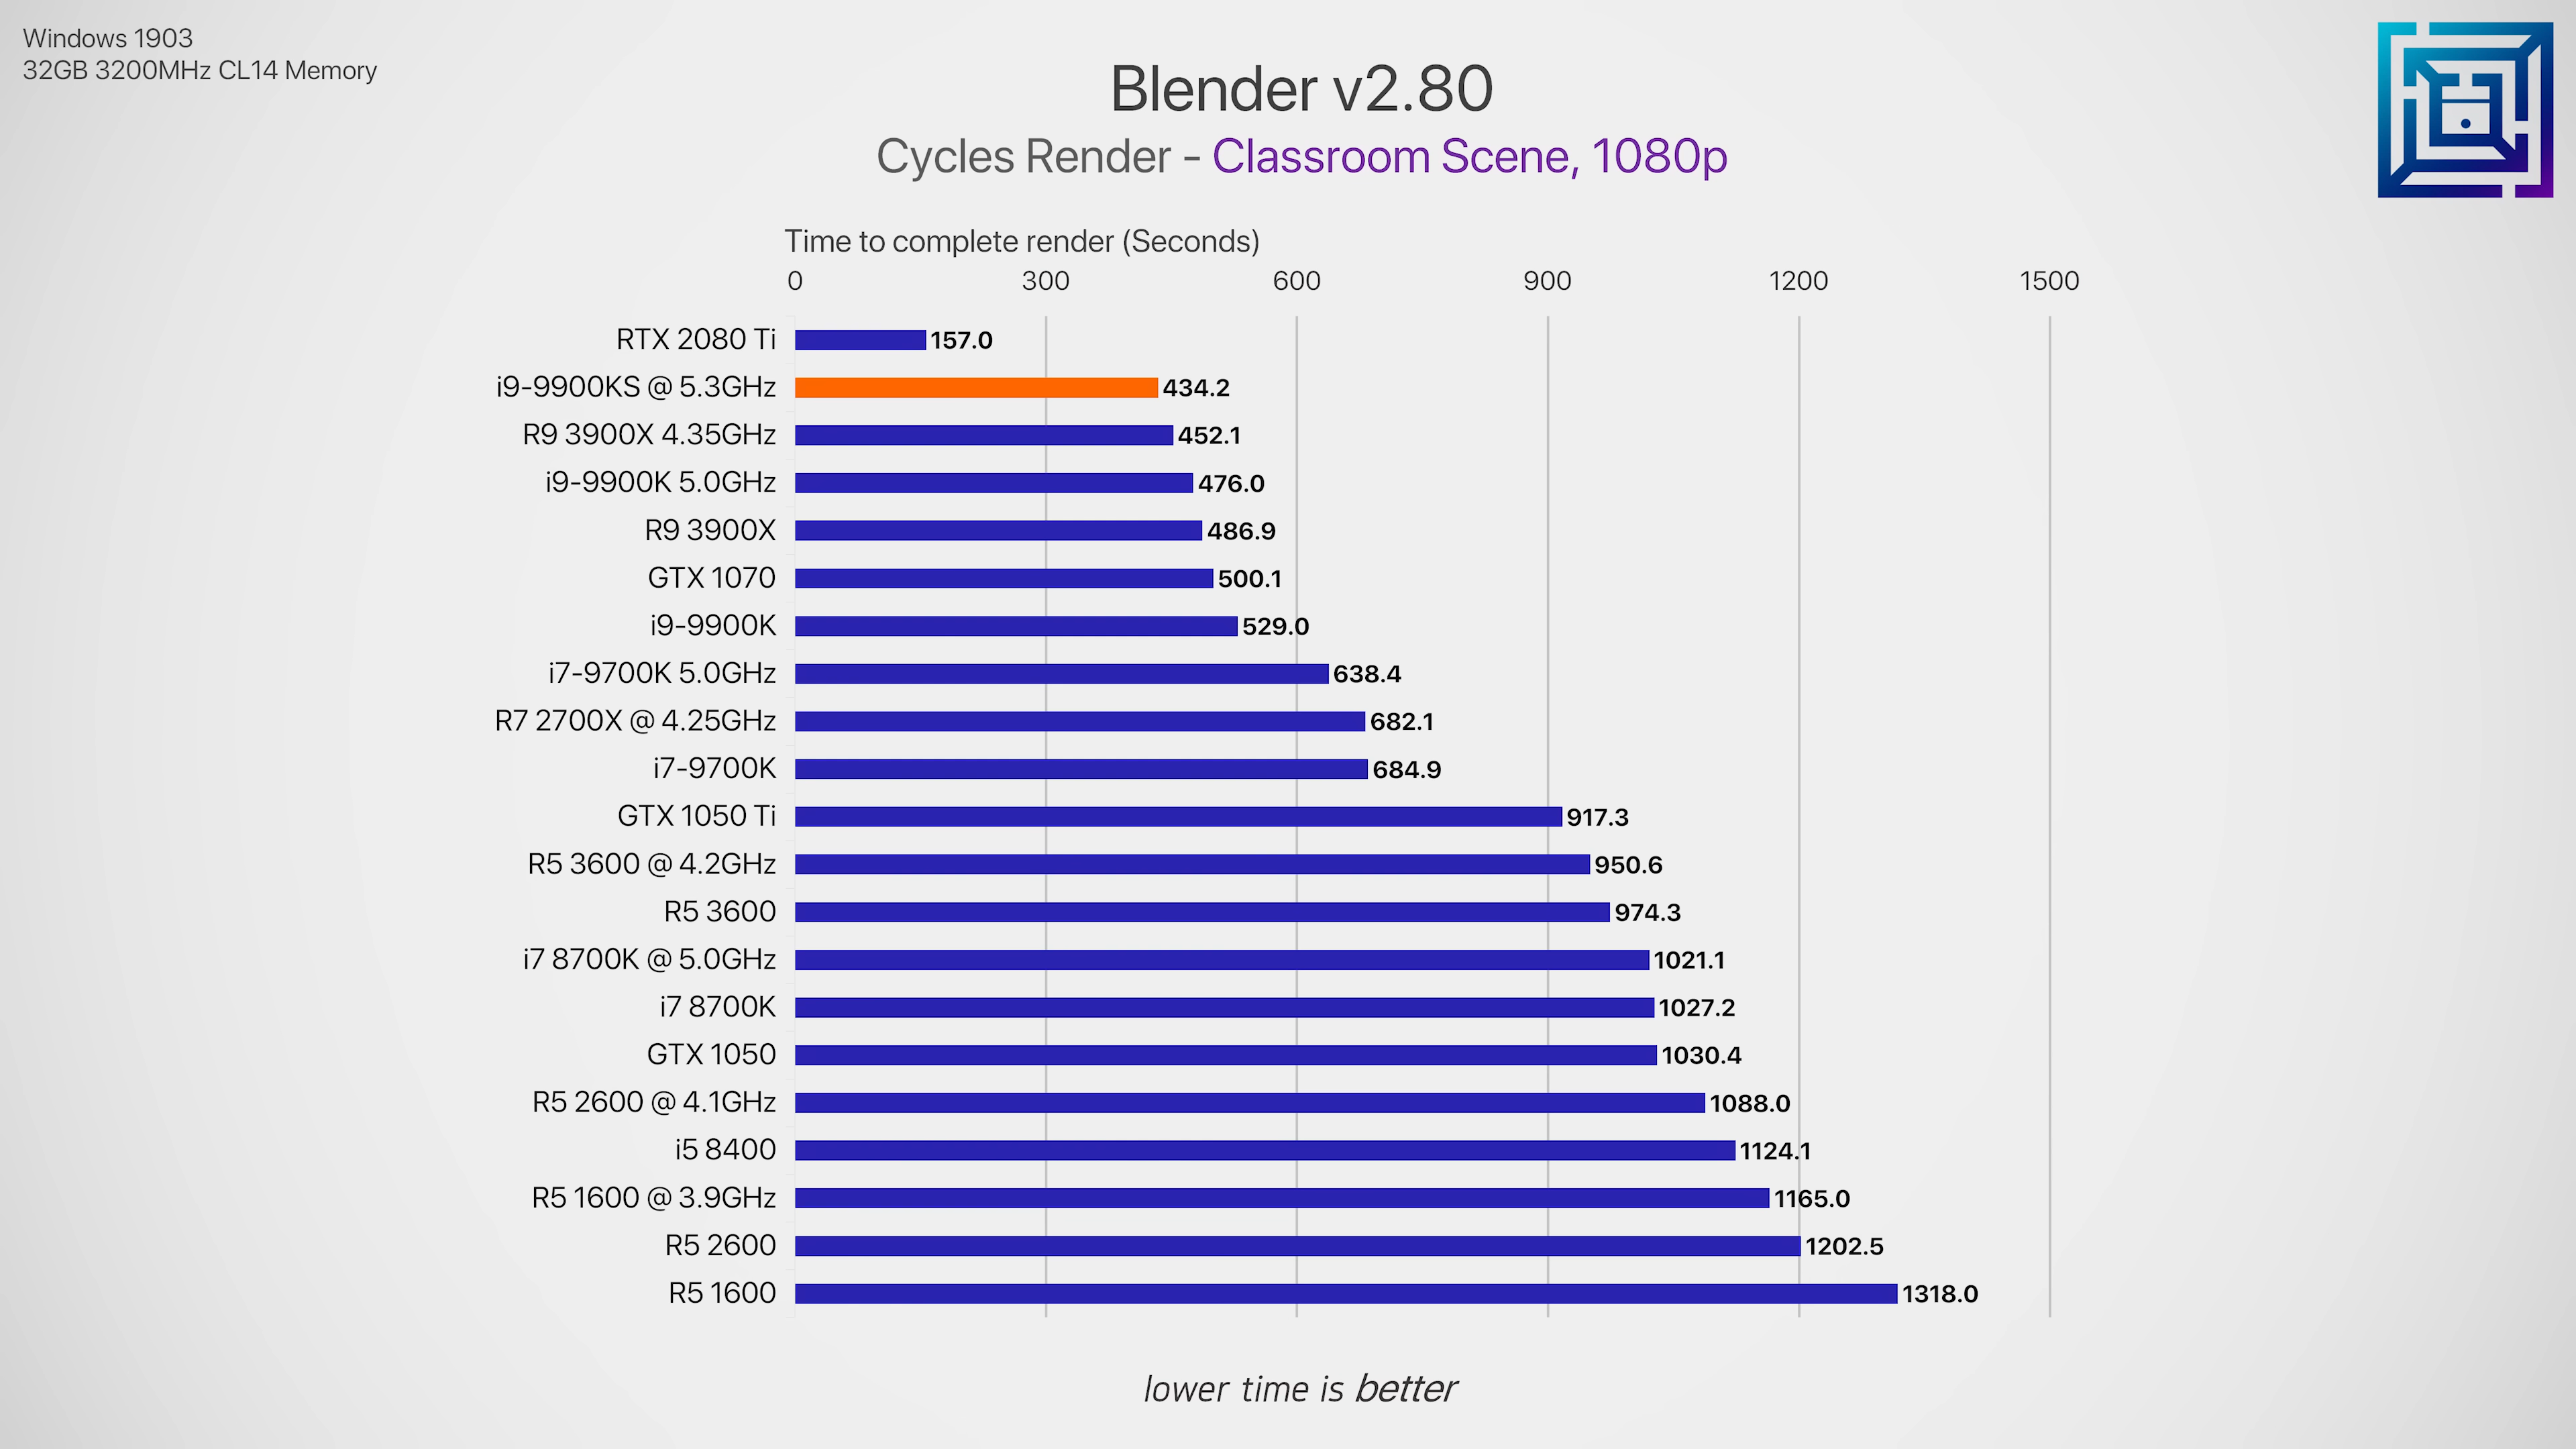 Windows 1903
32GB 3200MHz CL14 Memory
Blender v2.80
Cycles Render - Classroom Scene, 1080p
Time to complete render (Seconds)
0 300 600 900 1200 1500
RTX 2080 Ti 157.0
i9-9900KS @ 5.3GHz 434.2
R9 3900X 4.35GHz 452.1
i9-9900K 5.0GHz 476.0
R9 3900X 486.9
GTX 1070 500.1
i9-9900K 529.0
i7-9700K 5.0GHz 638.4
R7 2700X @ 4.25GHz 682.1
i7-9700K 684.9
GTX 1050 Ti 917.3
R5 3600 @ 4.2GHz 950.6
R5 3600 974.3
i7 8700K @ 5.0GHz 1021.1
i7 8700K 1027.2
GTX 1050 1030.4
R5 2600 @ 4.1GHz 1088.0
i5 8400 1124.1
R5 1600 @ 3.9GHz 1165.0
R5 2600 1202.5
R5 1600 1318.0
lower time is better